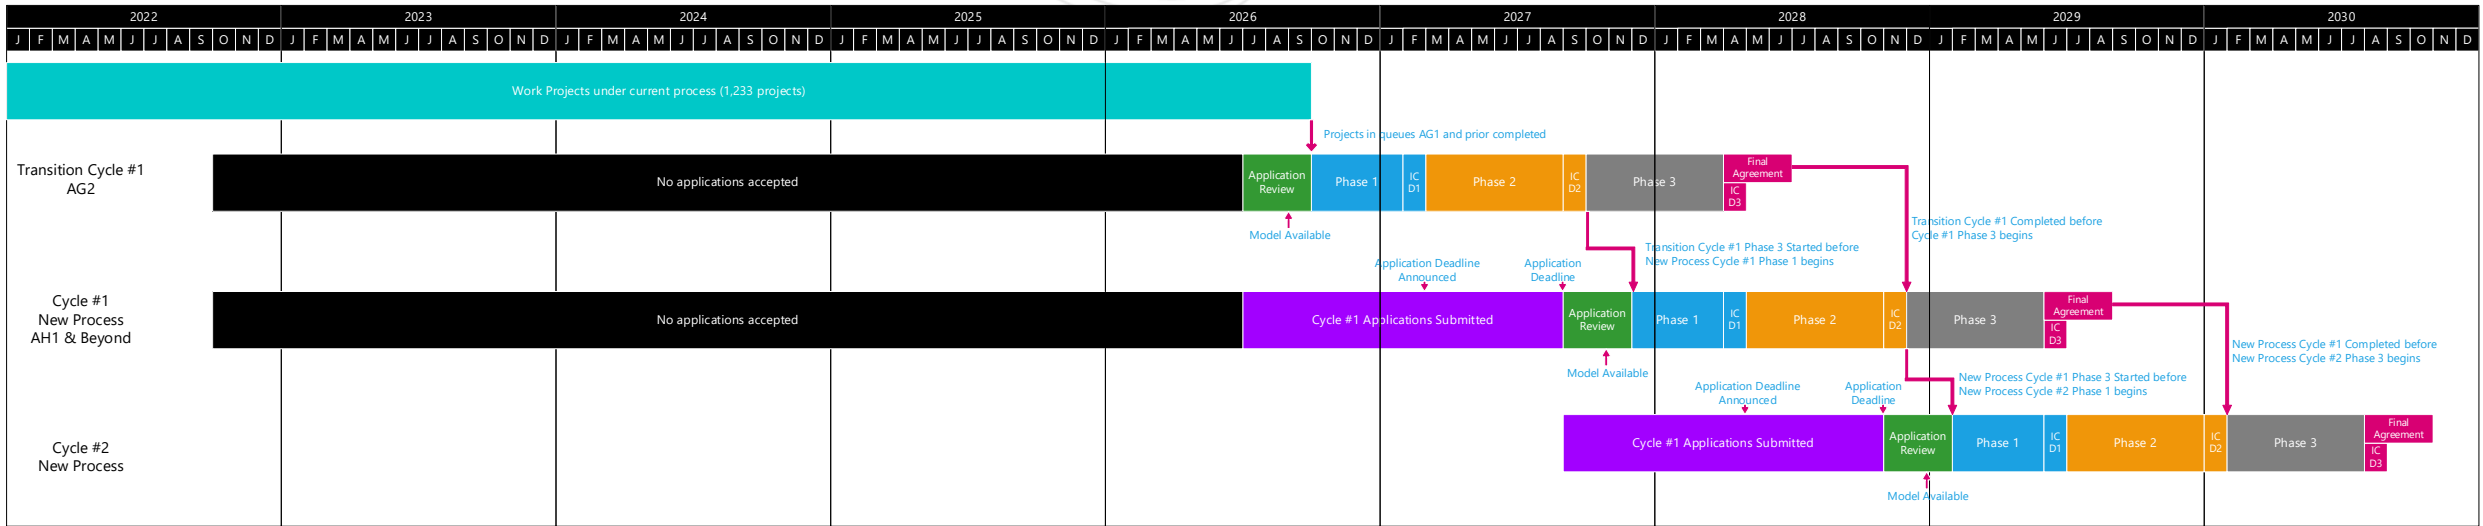 2022 2023 2024 2025 2026 2027 2028 2029 2030
J F M A M J J A S O N D J F M A M J J A S O N D J F M A M J J A S O N D J F M A M J J A S O N D J F M A M J J A S O N D J F M A M J J A S O N D J F M A M J J A S O N D J F M A M J J A S O N D J F M A M J J A S O N D
Work Projects under current process (1,233 projects)
Projects in queues AG1 and prior completed
Transition Cycle #1
AG2
No applications accepted
Application
Review
Phase 1
IC
D1
Phase 2
IC
D2
Phase 3
Final
Agreement
IC
D3
Model Available
Transition Cycle #1 Completed before
Cycle #1 Phase 3 begins
Transition Cycle #1 Phase 3 Started before
New Process Cycle #1 Phase 1 begins
Application Deadline
Announced
Application
Deadline
Cycle #1
New Process
AH1 & Beyond
No applications accepted
Cycle #1 Applications Submitted
Application
Review
Phase 1
IC
D1
Phase 2
IC
D2
Phase 3
Final
Agreement
IC
D3
Model Available
New Process Cycle #1 Completed before
New Process Cycle #2 Phase 3 begins
New Process Cycle #1 Phase 3 Started before
New Process Cycle #2 Phase 1 begins
Application Deadline
Announced
Application
Deadline
Cycle #2
New Process
Cycle #1 Applications Submitted
Application
Review
Phase 1
IC
D1
Phase 2
IC
D2
Phase 3
Final
Agreement
IC
D3
Model Available